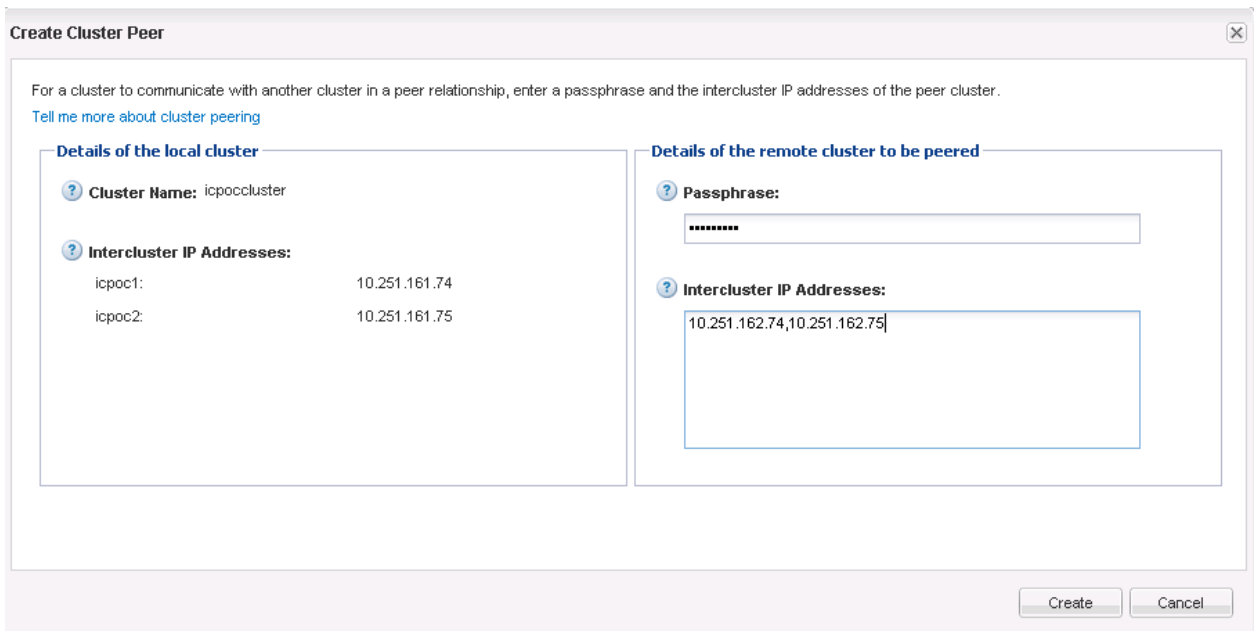 Create Cluster Peer
For a cluster to communicate with another cluster in a peer relationship, enter a passphrase and the intercluster IP addresses of the peer cluster.
Tell me more about cluster peering
Details of the local cluster
? Cluster Name: icpoccluster
? Intercluster IP Addresses:
icpoc1: 10.251.161.74
icpoc2: 10.251.161.75
Details of the remote cluster to be peered
? Passphrase:
•••••••••
? Intercluster IP Addresses:
10.251.162.74,10.251.162.75
Create Cancel